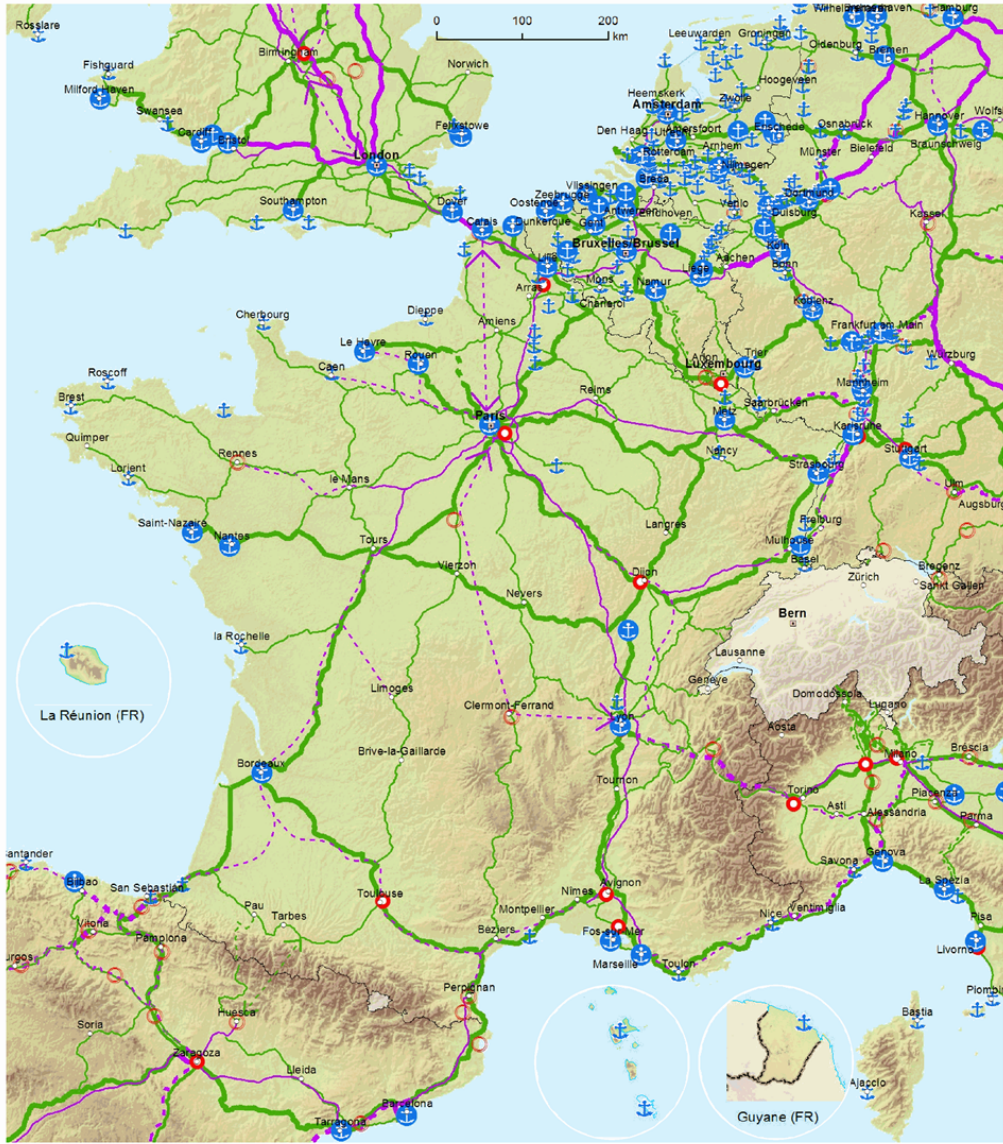 Rosslare
0 100 200
km
Wilhelmshaven
Bremerhaven
Hamburg
Leeuwarden
Groningen
Oldenburg
Bremen
Birmingham
Norwich
Fishguard
Milford Haven
Hoogeveen
Heemskerk
Zwolle
Amsterdam
Swansea
Cardiff
Bristol
Felixstowe
Den Haag
Utrecht
Amersfoort
Enschede
Osnabrück
Hannover
Wolfs
Braunschweig
Bielefeld
Arnhem
Münster
London
Rotterdam
Nijmegen
Breda
Southampton
Dover
Vlissingen
Zeebrugge
Oostende
Antwerpen
Eindhoven
Venlo
Dortmund
Duisburg
Kassel
Calais
Dunkerque
Gent
Bruxelles/Brussel
Aachen
Köln
Bonn
Lille
Liège
Arras
Mons
Namur
Charleroi
Koblenz
Cherbourg
Dieppe
Amiens
Frankfurt am Main
Le Havre
Rouen
Caen
Arlon
Trier
Luxembourg
Würzburg
Roscoff
Brest
Reims
Saarbrücken
Mannheim
Paris
Metz
Karlsruhe
Quimper
Rennes
Nancy
Stuttgart
Lorient
le Mans
Strasbourg
Ulm
Augsburg
Saint-Nazaire
Nantes
Langres
Freiburg
Tours
Mulhouse
Basel
Vierzon
Dijon
Bregenz
Zürich
Sankt Gallen
Nevers
Bern
la Rochelle
Lausanne
Limoges
Genève
Domodossola
Lugano
La Réunion (FR)
Clermont-Ferrand
Lyon
Aosta
Brive-la-Gaillarde
Milano
Brescia
Bordeaux
Tournon
Torino
Piacenza
Asti
Alessandria
Parma
Santander
Bilbao
San Sebastián
Genova
Savona
La Spezia
Toulouse
Avignon
Nîmes
Pau
Tarbes
Montpellier
Ventimiglia
Nice
Pisa
Vitoria
Pamplona
Beziers
Fos-sur-Mer
Marseille
Toulon
Livorno
urgos
Perpignan
Piombi
Huesca
Bastia
Soria
Zaragoza
Lleida
Ajaccio
Barcelona
Tarragona
Guyane (FR)